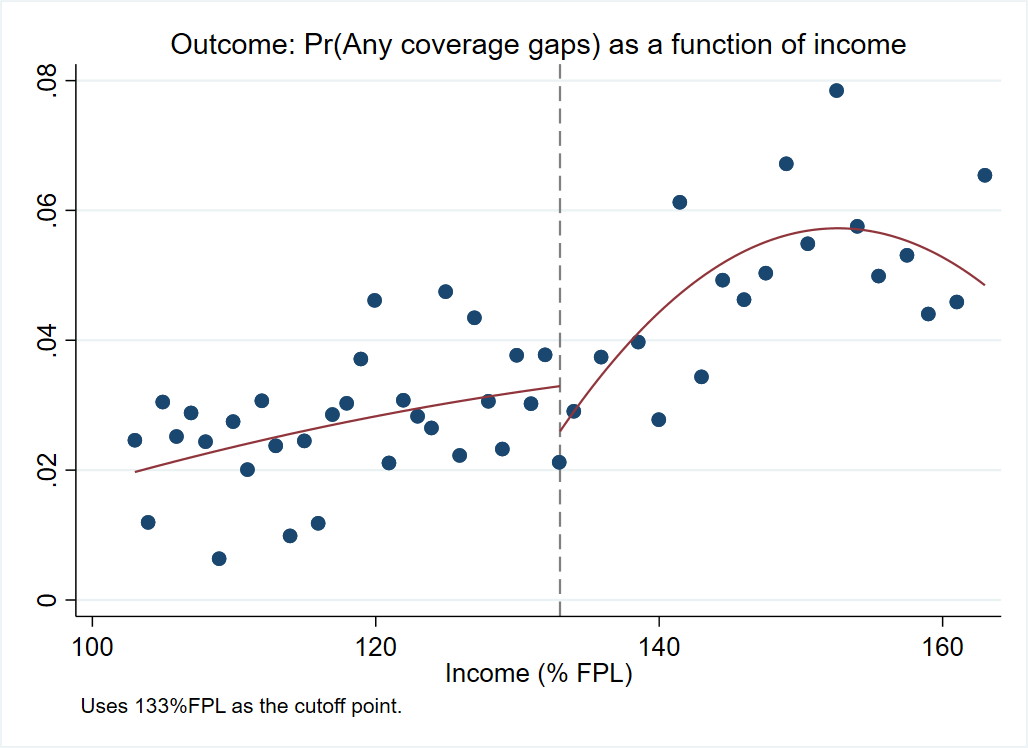 Outcome: Pr(Any coverage gaps) as a function of income
.08
.06
.04
.02
0
100 120 140 160
Income (% FPL)
Uses 133%FPL as the cutoff point.